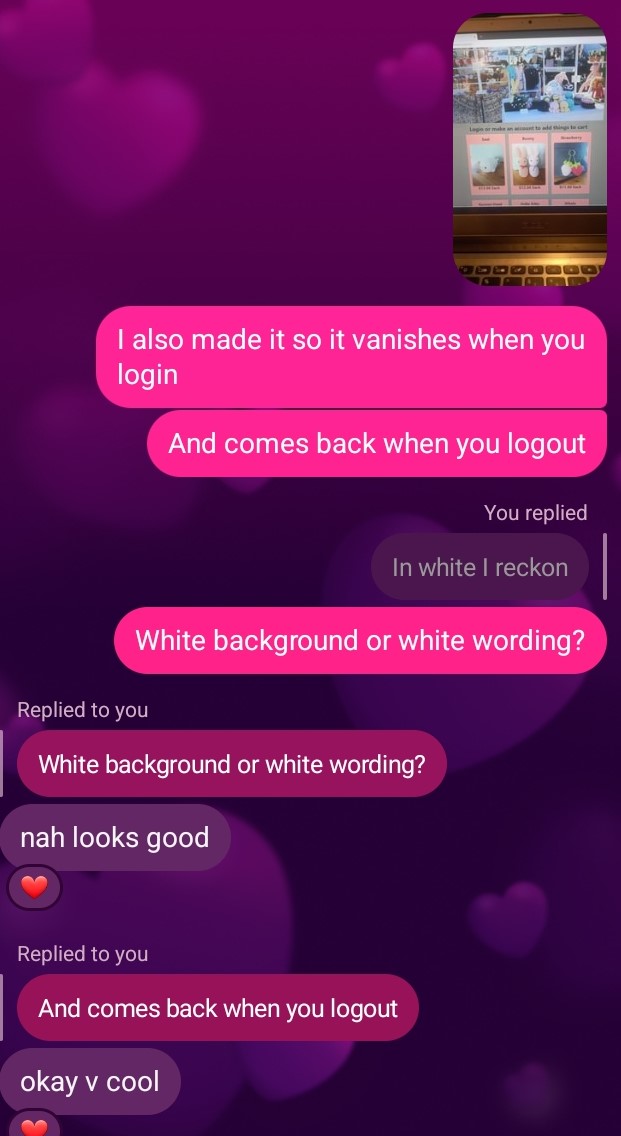 Login or make an account to add things to cart
Bunny
Strawberry
I also made it so it vanishes when you
login
And comes back when you logout
You replied
In white I reckon
White background or white wording?
Replied to you
White background or white wording?
nah looks good
Replied to you
And comes back when you logout
okay v cool